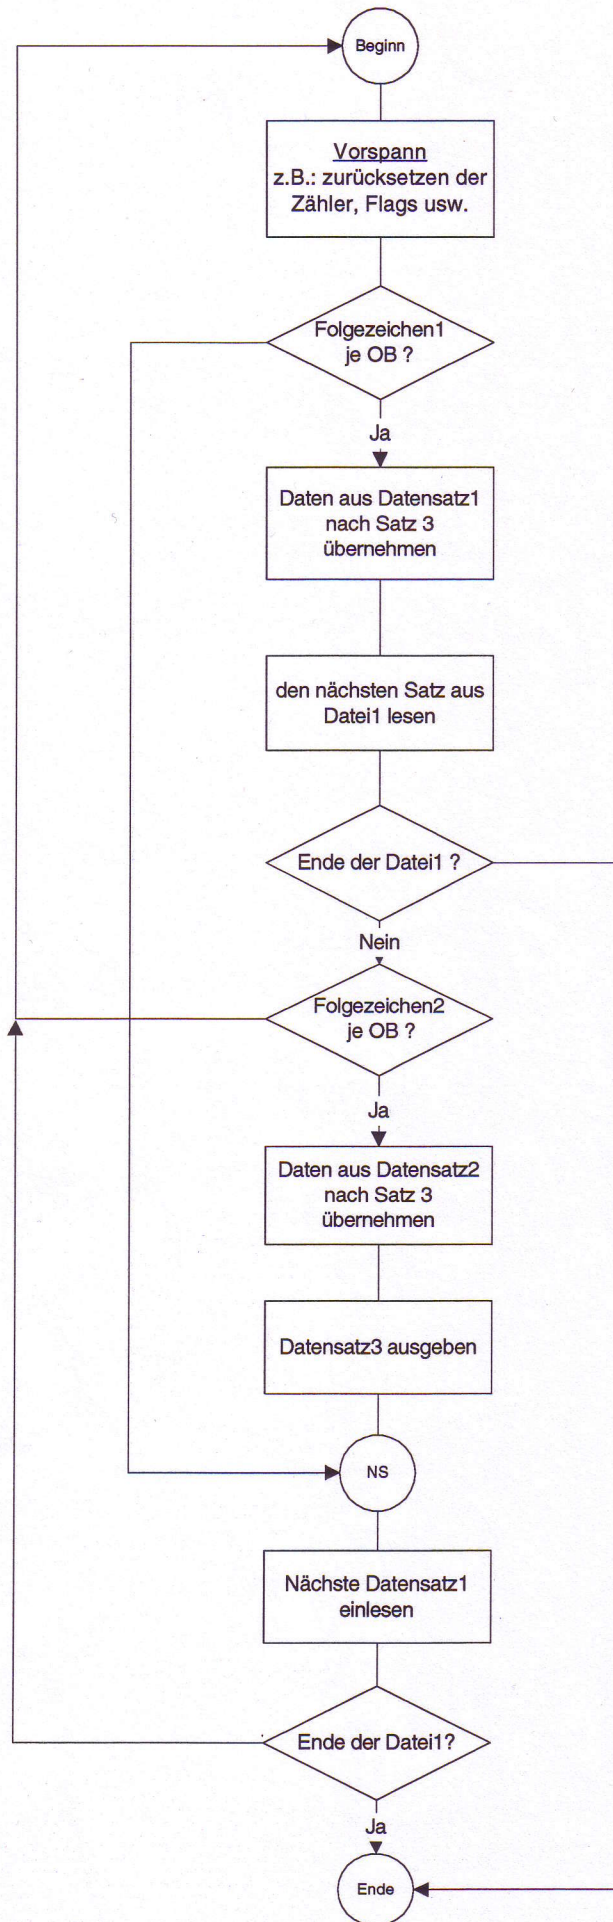 Beginn
Vorspann
z.B.: zurücksetzen der
Zähler, Flags usw.
Folgezeichen1
je OB ?
Ja
Daten aus Datensatz1
nach Satz 3
übernehmen
den nächsten Satz aus
Datei1 lesen
Ende der Datei1 ?
Nein
Folgezeichen2
je OB ?
Ja
Daten aus Datensatz2
nach Satz 3
übernehmen
Datensatz3 ausgeben
NS
Nächste Datensatz1
einlesen
Ende der Datei1?
Ja
Ende